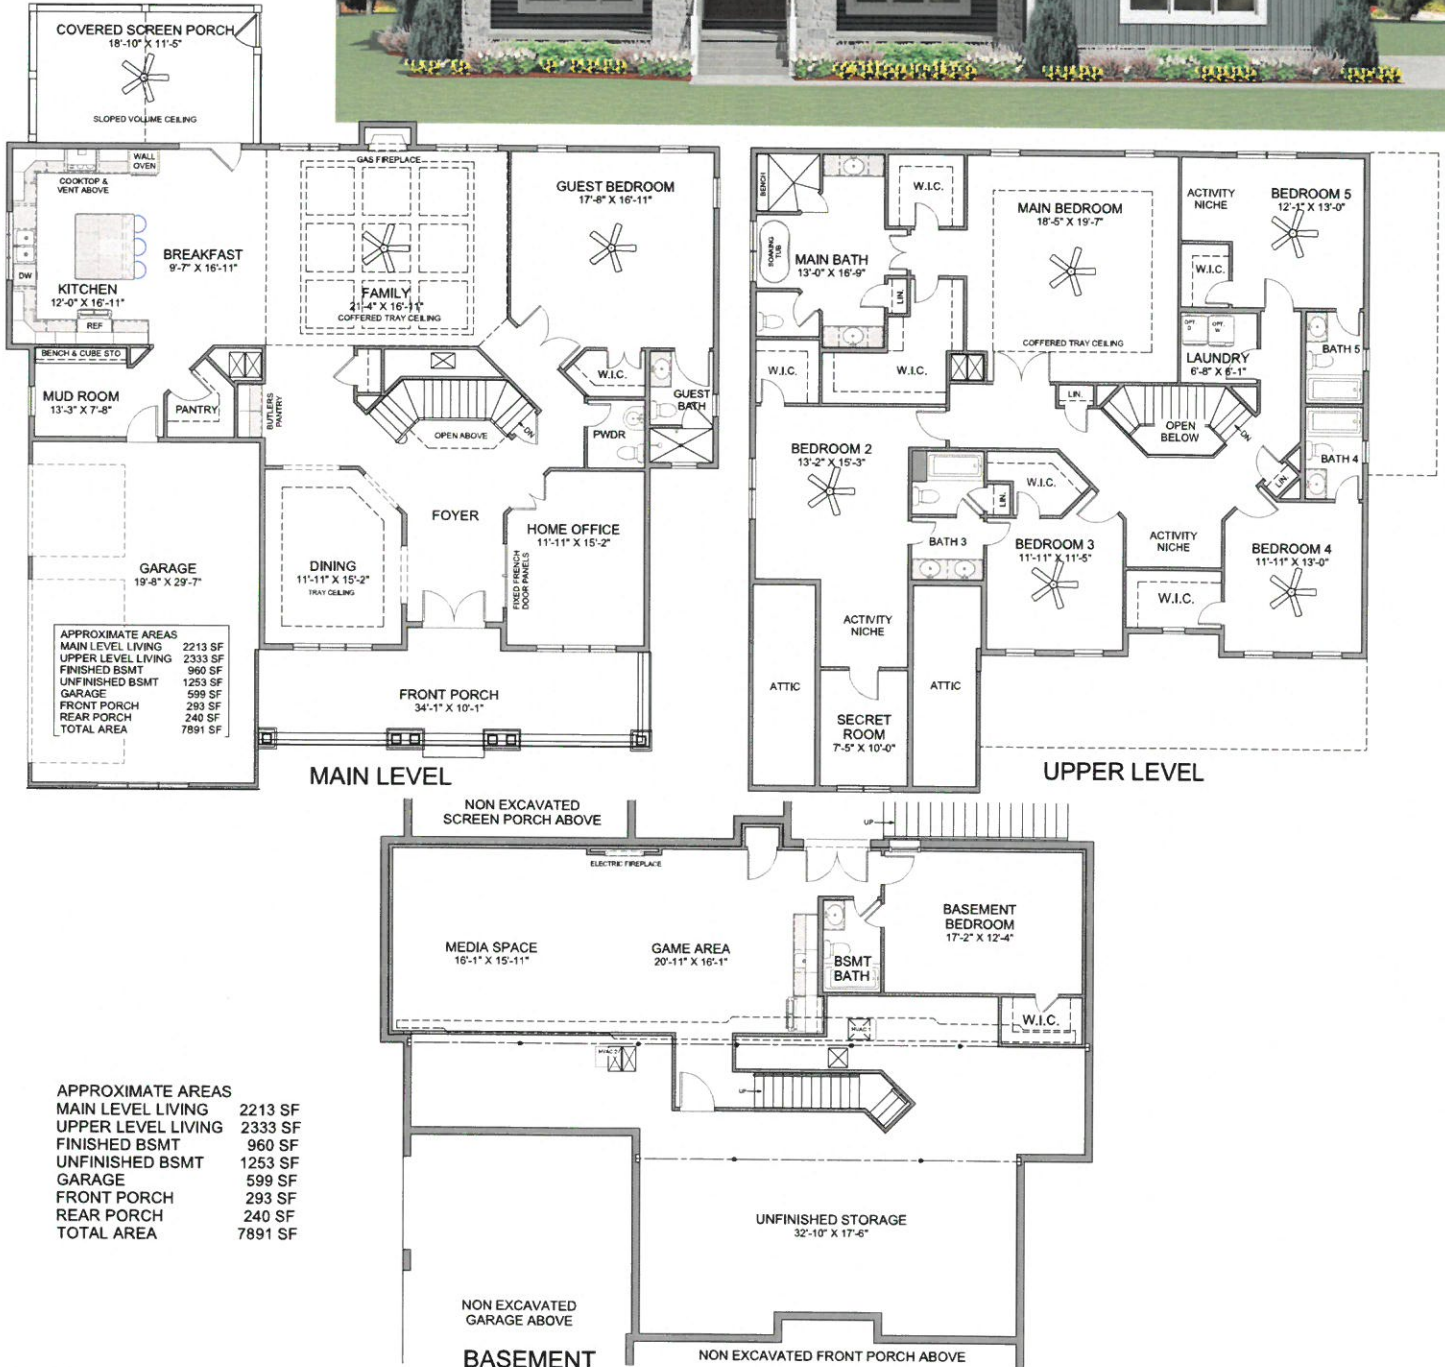 COVERED SCREEN PORCH
18'-10" X 11'-5"
SLOPED VOLUME CEILING
WALL
OVEN
COOKTOP &
VENT ABOVE
GAS FIREPLACE
GUEST BEDROOM
17'-8" X 16'-11"
BREAKFAST
9'-7" X 16'-11"
DW
KITCHEN
12'-0" X 16'-11"
FAMILY
21'-4" X 16'-11"
COFFERED TRAY CEILING
REF
BENCH & CUBE STO
MUD ROOM
13'-3" X 7'-8"
PANTRY
BUTLERS
PANTRY
W.I.C.
GUEST
BATH
OPEN ABOVE
DN
PWDR
FOYER
HOME OFFICE
11'-11" X 15'-2"
GARAGE
19'-8" X 29'-7"
DINING
11'-11" X 15'-2"
TRAY CEILING
FIXED FRENCH
DOOR PANELS
APPROXIMATE AREAS
MAIN LEVEL LIVING 2213 SF
UPPER LEVEL LIVING 2333 SF
FINISHED BSMT 960 SF
UNFINISHED BSMT 1253 SF
GARAGE 599 SF
FRONT PORCH 293 SF
REAR PORCH 240 SF
TOTAL AREA 7891 SF
FRONT PORCH
34'-1" X 10'-1"
MAIN LEVEL
BENCH
W.I.C.
MAIN BEDROOM
18'-5" X 19'-7"
ACTIVITY
NICHE
BEDROOM 5
12'-1" X 13'-0"
SOAKING
TUB
MAIN BATH
13'-0" X 16'-9"
W.I.C.
LIN.
COFFERED TRAY CEILING
OPT.
D
OPT.
W
LAUNDRY
6'-8" X 6'-1"
BATH 5
W.I.C.
W.I.C.
LIN.
OPEN
BELOW
DN
BEDROOM 2
13'-2" X 15'-3"
BATH 4
W.I.C.
LIN.
LIN.
BATH 3
BEDROOM 3
11'-11" X 11'-5"
ACTIVITY
NICHE
BEDROOM 4
11'-11" X 13'-0"
W.I.C.
ACTIVITY
NICHE
ATTIC
ATTIC
SECRET
ROOM
7'-5" X 10'-0"
UPPER LEVEL
NON EXCAVATED
SCREEN PORCH ABOVE
UP
ELECTRIC FIREPLACE
BASEMENT
BEDROOM
17'-2" X 12'-4"
MEDIA SPACE
16'-1" X 15'-11"
GAME AREA
20'-11" X 16'-1"
BSMT
BATH
W.I.C.
HVAC 1
HVAC 2
UP
APPROXIMATE AREAS
MAIN LEVEL LIVING 2213 SF
UPPER LEVEL LIVING 2333 SF
FINISHED BSMT 960 SF
UNFINISHED BSMT 1253 SF
GARAGE 599 SF
FRONT PORCH 293 SF
REAR PORCH 240 SF
TOTAL AREA 7891 SF
UNFINISHED STORAGE
32'-10" X 17'-6"
NON EXCAVATED
GARAGE ABOVE
BASEMENT
NON EXCAVATED FRONT PORCH ABOVE